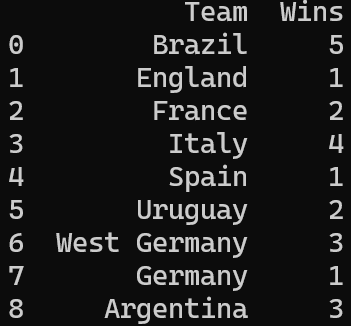 Team Wins
0 Brazil 5
1 England 1
2 France 2
3 Italy 4
4 Spain 1
5 Uruguay 2
6 West Germany 3
7 Germany 1
8 Argentina 3